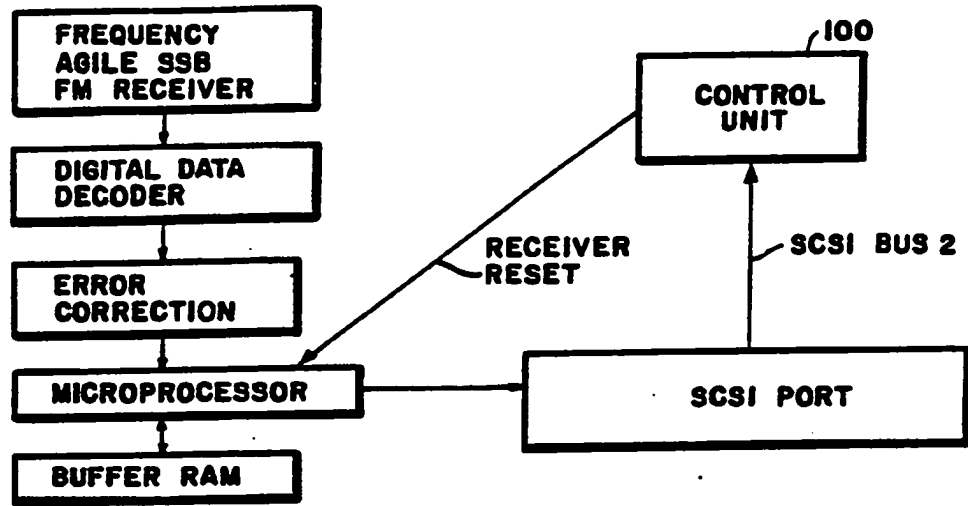 FREQUENCY
AGILE SSB
FM RECEIVER
DIGITAL DATA
DECODER
ERROR
CORRECTION
MICROPROCESSOR
BUFFER RAM
RECEIVER
RESET
100
CONTROL
UNIT
SCSI BUS 2
SCSI PORT